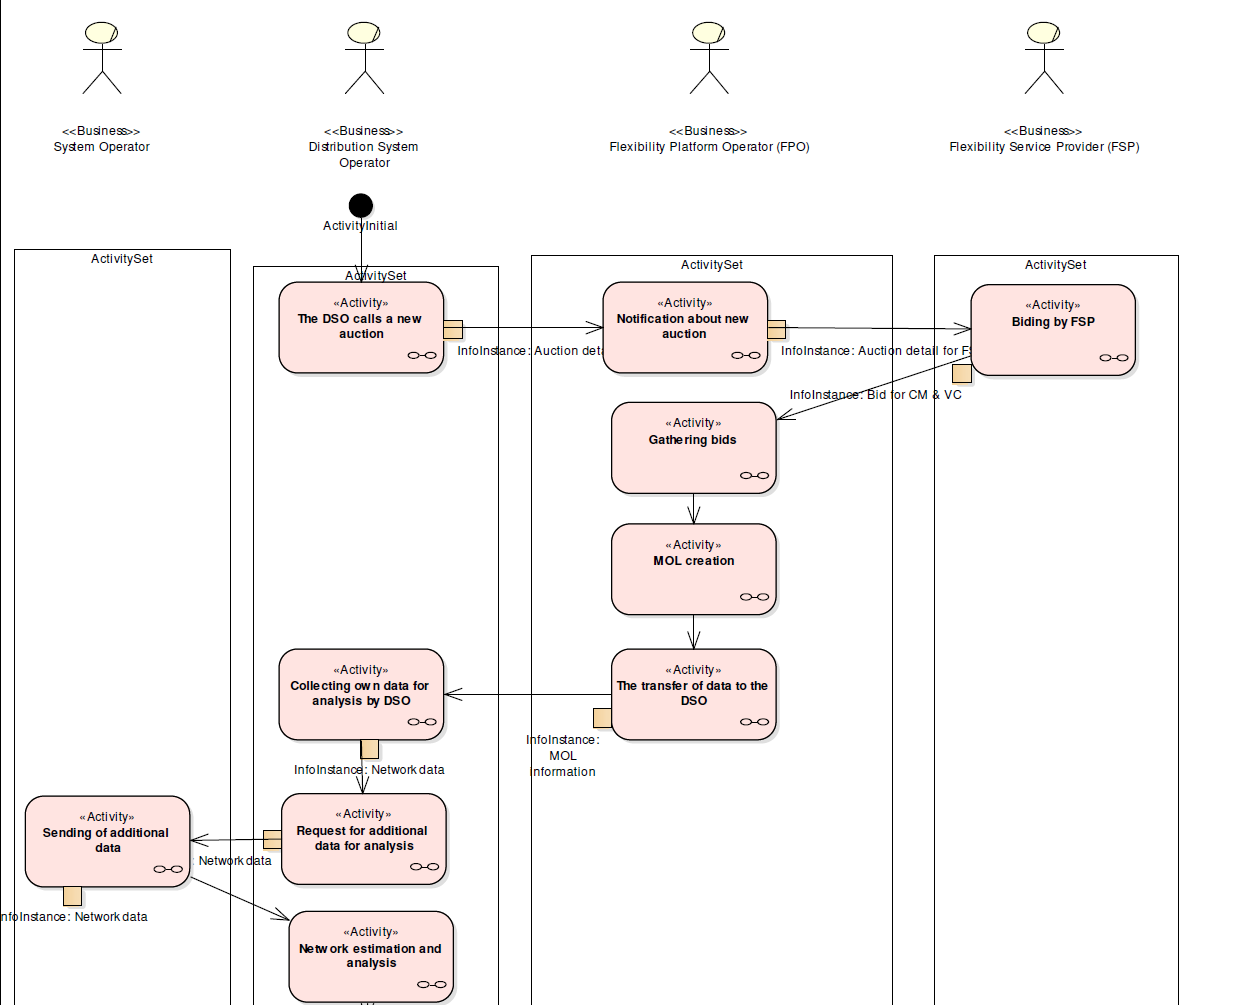 <<Business>>
System Operator
<<Business>>
Distribution System
Operator
<<Business>>
Flexibility Platform Operator (FPO)
<<Business>>
Flexibility Service Provider (FSP)
ActivityInitial
ActivitySet
ActivitySet
ActivitySet
ActivitySet
«Activity»
The DSO calls a new
auction
InfoInstance: Auction deta
«Activity»
Notification about new
auction
InfoInstance: Auction detail for FS
«Activity»
Biding by FSP
InfoInstance: Bid for CM & VC
«Activity»
Gathering bids
«Activity»
MOL creation
«Activity»
Collecting own data for
analysis by DSO
«Activity»
The transfer of data to the
DSO
InfoInstance:
MOL
information
InfoInstance: Network data
«Activity»
Sending of additional
data
«Activity»
Request for additional
data for analysis
: Network data
nfoInstance: Network data
«Activity»
Network estimation and
analysis